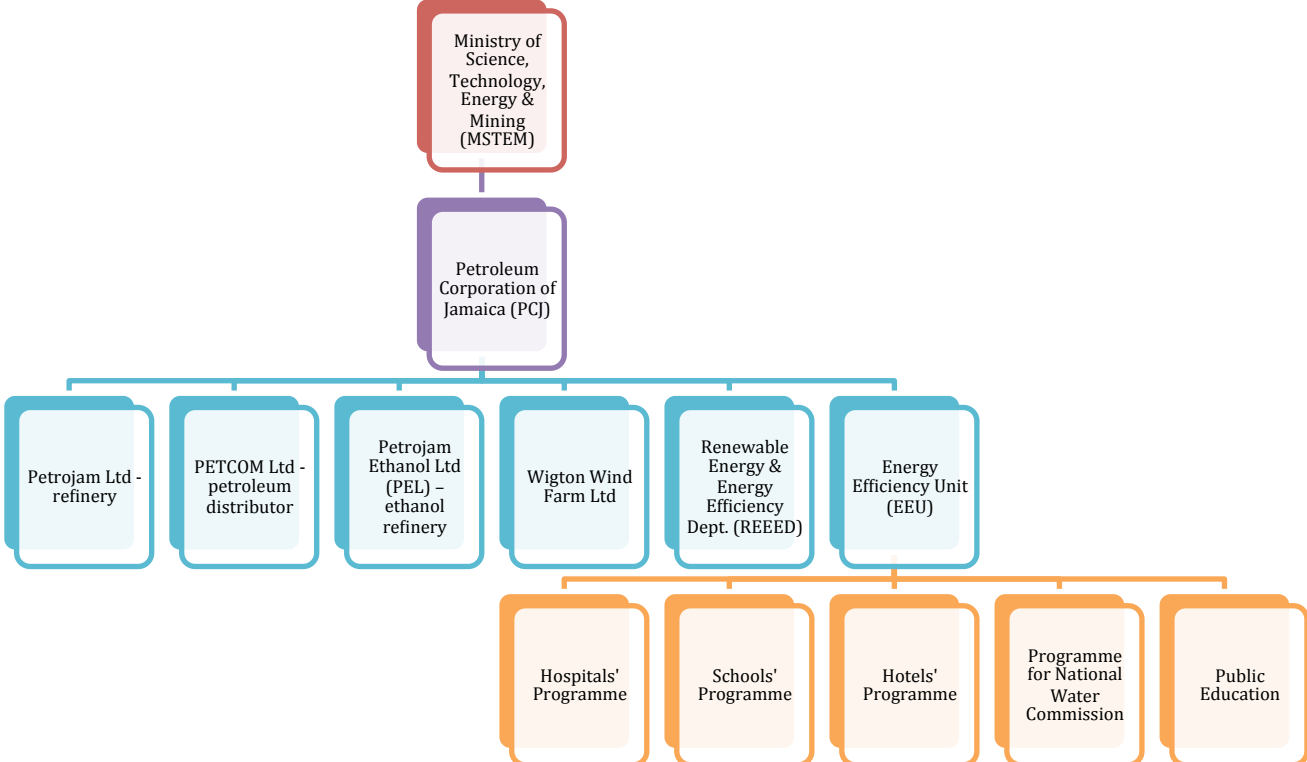 Ministry of
Science,
Technology,
Energy &
Mining
(MSTEM)
Petroleum
Corporation of
Jamaica (PCJ)
Petrojam Ltd -
refinery
PETCOM Ltd -
petroleum
distributor
Petrojam
Ethanol Ltd
(PEL) –
ethanol
refinery
Wigton Wind
Farm Ltd
Renewable
Energy &
Energy
Efficiency
Dept. (REEED)
Energy
Efficiency Unit
(EEU)
Hospitals'
Programme
Schools'
Programme
Hotels'
Programme
Programme
for National
Water
Commission
Public
Education